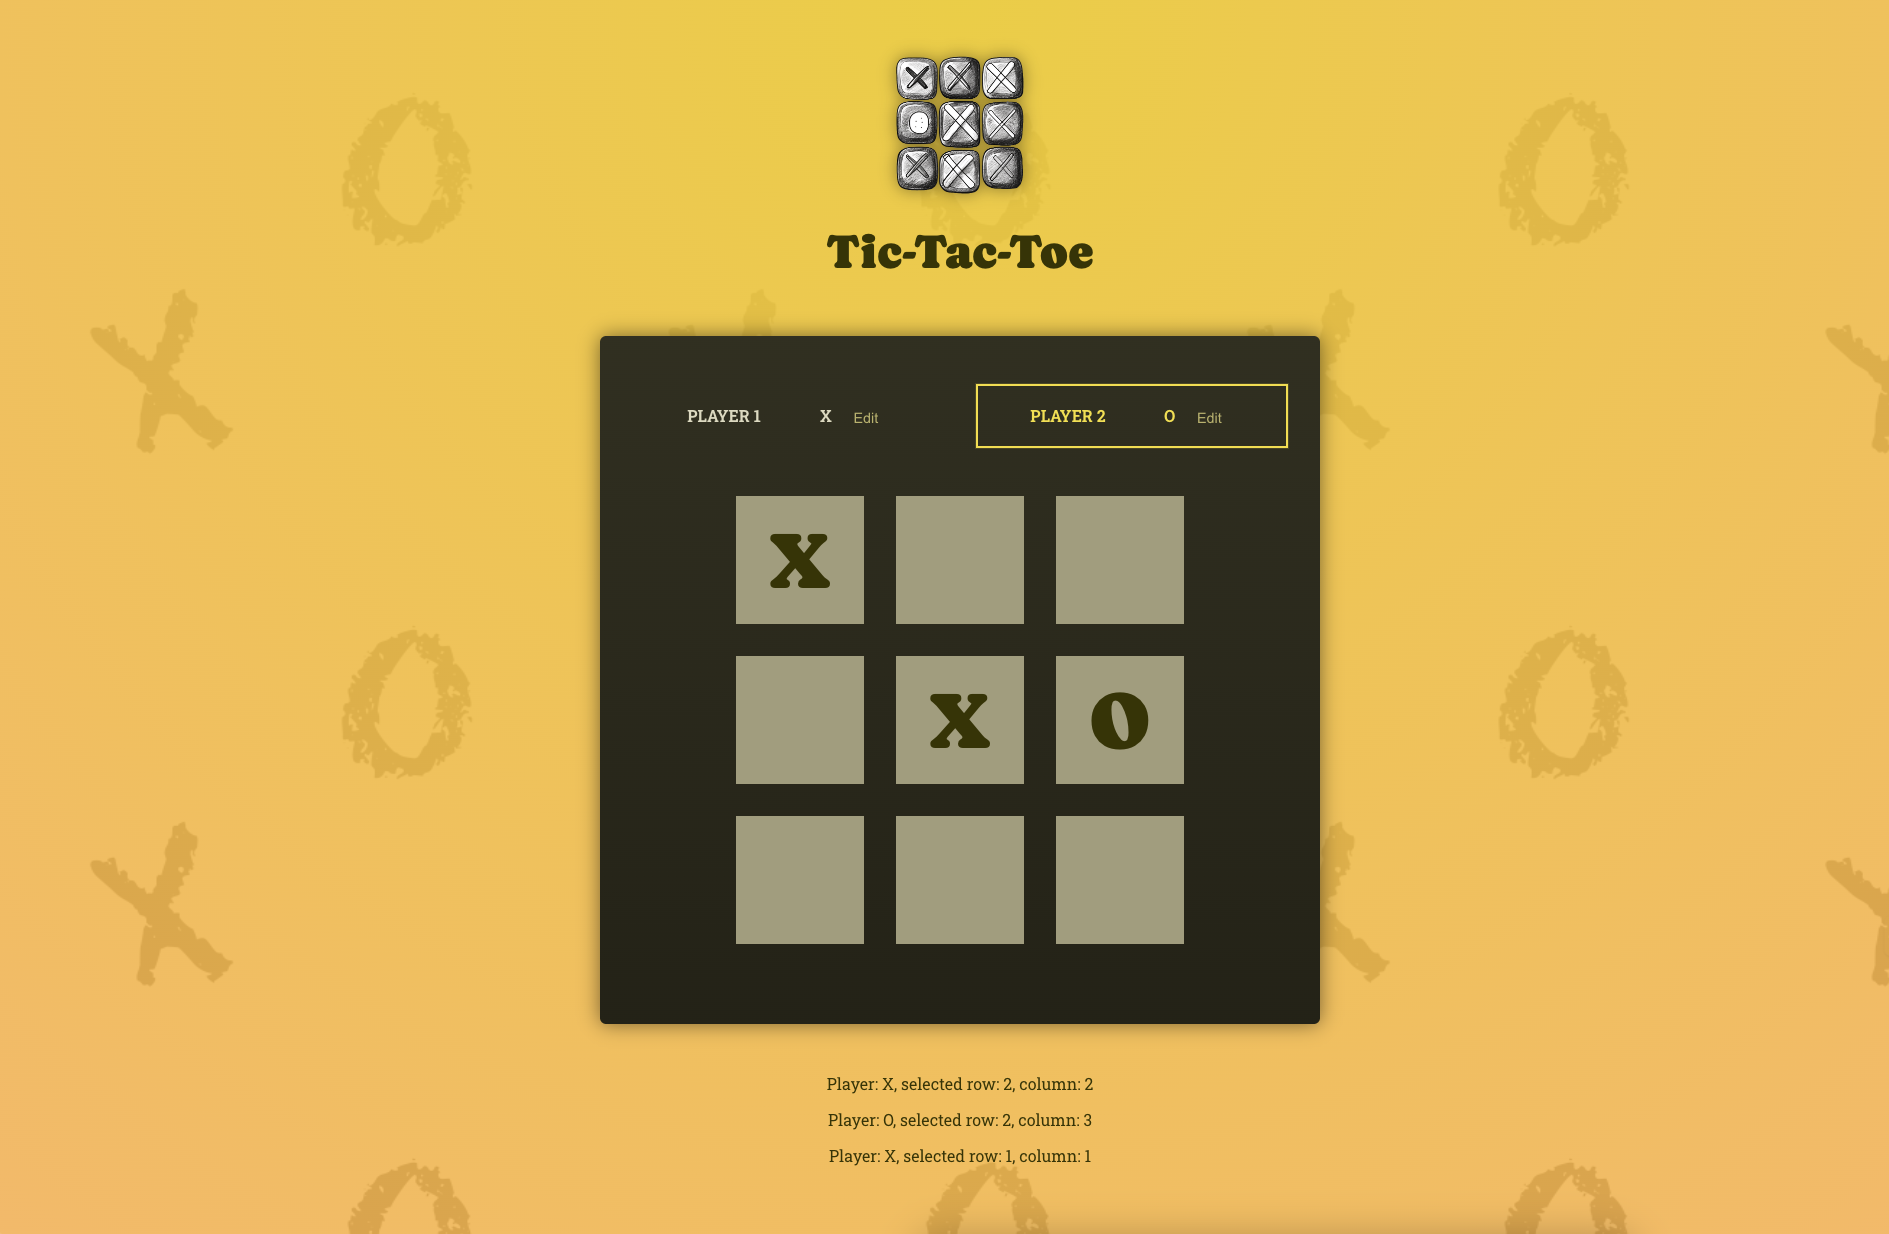 Tic-Tac-Toe
PLAYER 1 X Edit
PLAYER 2 O Edit
X
X O
Player: X, selected row: 2, column: 2
Player: O, selected row: 2, column: 3
Player: X, selected row: 1, column: 1